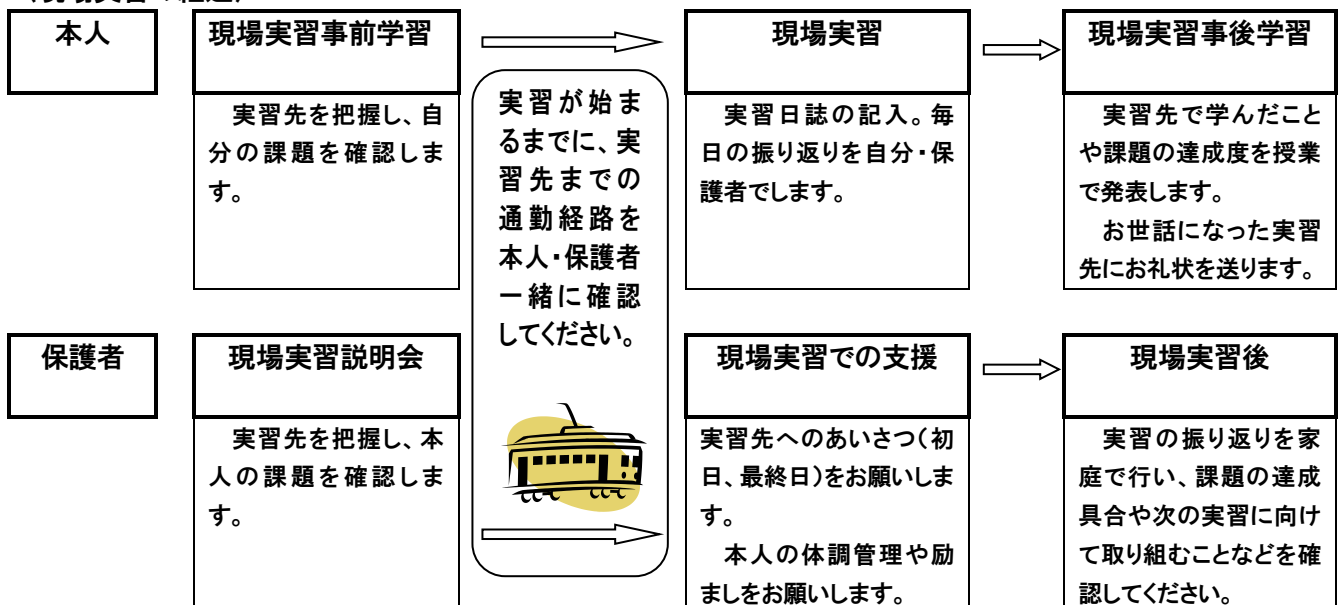 本人
現場実習事前学習
現場実習
現場実習事後学習
実習先を把握し、自
分の課題を確認しま
す。
実習が始ま
るまでに、実
習先までの
通勤経路を
本人・保護者
一緒に確認
してください。
実習日誌の記入。毎
日の振り返りを自分・保
護者でします。
実習先で学んだこと
や課題の達成度を授業
で発表します。
お世話になった実習
先にお礼状を送ります。
保護者
現場実習説明会
現場実習での支援
現場実習後
実習先を把握し、本
人の課題を確認しま
す。
実習先へのあいさつ(初
日、最終日)をお願いしま
す。
本人の体調管理や励
ましをお願いします。
実習の振り返りを家
庭で行い、課題の達成
具合や次の実習に向け
て取り組むことなどを確
認してください。